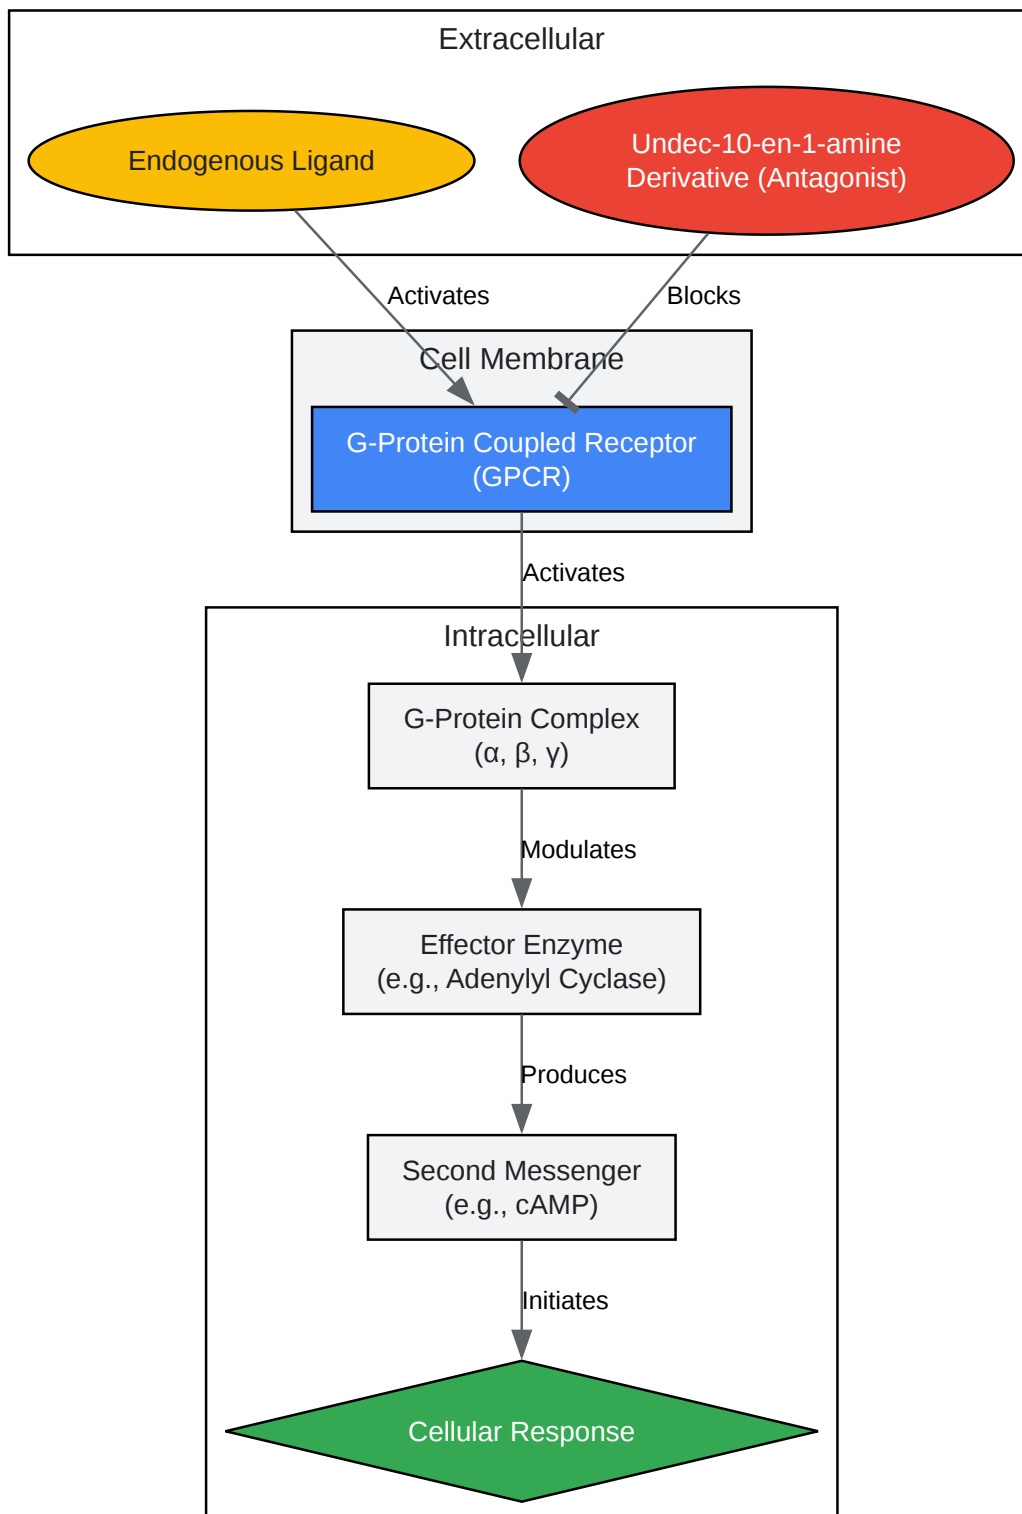 Extracellular
Endogenous Ligand
Undec-10-en-1-amine
Derivative (Antagonist)
Activates
Blocks
Cell Membrane
G-Protein Coupled Receptor
(GPCR)
Activates
Intracellular
G-Protein Complex
(α, β, γ)
Modulates
Effector Enzyme
(e.g., Adenylyl Cyclase)
Produces
Second Messenger
(e.g., cAMP)
Initiates
Cellular Response